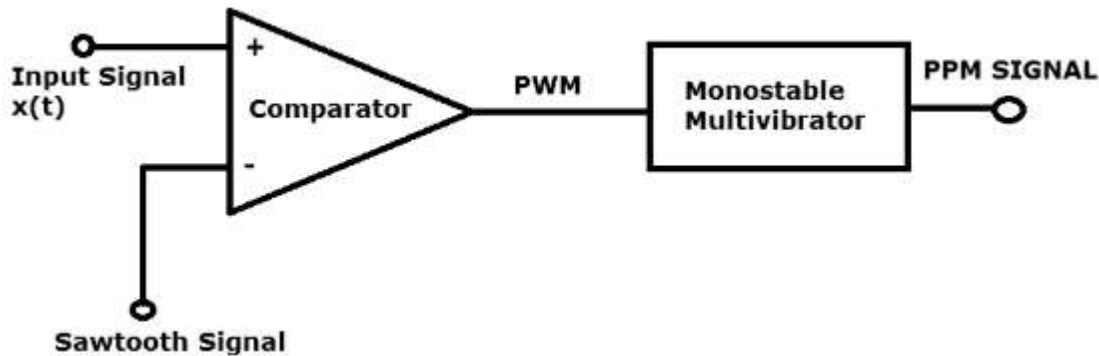 Input Signal
x(t)
+
Comparator
-
Sawtooth Signal
PWM
Monostable
Multivibrator
PPM SIGNAL